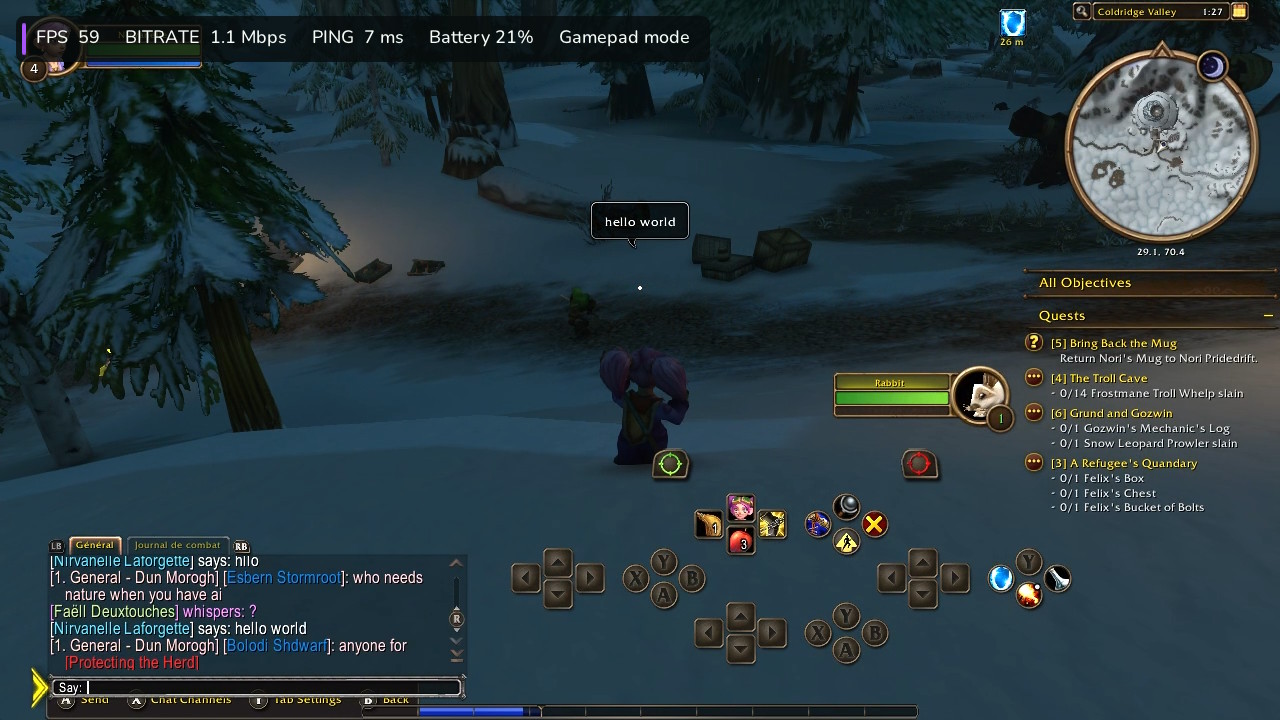 FPS 59 BITRATE 1.1 Mbps PING 7 ms Battery 21% Gamepad mode
4
26 m
Coldridge Valley 1:27
29.1, 70.4
hello world
All Objectives
Quests
[5] Bring Back the Mug
Return Nori's Mug to Nori Pridedrift.
[4] The Troll Cave
- 0/14 Frostmane Troll Whelp slain
[6] Grund and Gozwin
- 0/1 Gozwin's Mechanic's Log
- 0/1 Snow Leopard Prowler slain
[3] A Refugee's Quandary
- 0/1 Felix's Box
- 0/1 Felix's Chest
- 0/1 Felix's Bucket of Bolts
Rabbit
1
1
3
Y
X B
A
Y
Y
X B
A
LB Général Journal de combat RB
[Nirvanelle Laforgette] says: hilo
[1. General - Dun Morogh] [Esbern Stormroot]: who needs
nature when you have ai
[Faëll Deuxtouches] whispers: ?
[Nirvanelle Laforgette] says: hello world
[1. General - Dun Morogh] [Bolodi Shdwarf]: anyone for
[Protecting the Herd]
R
Say:
A Send X Chat Channels Y Tab Settings B Back